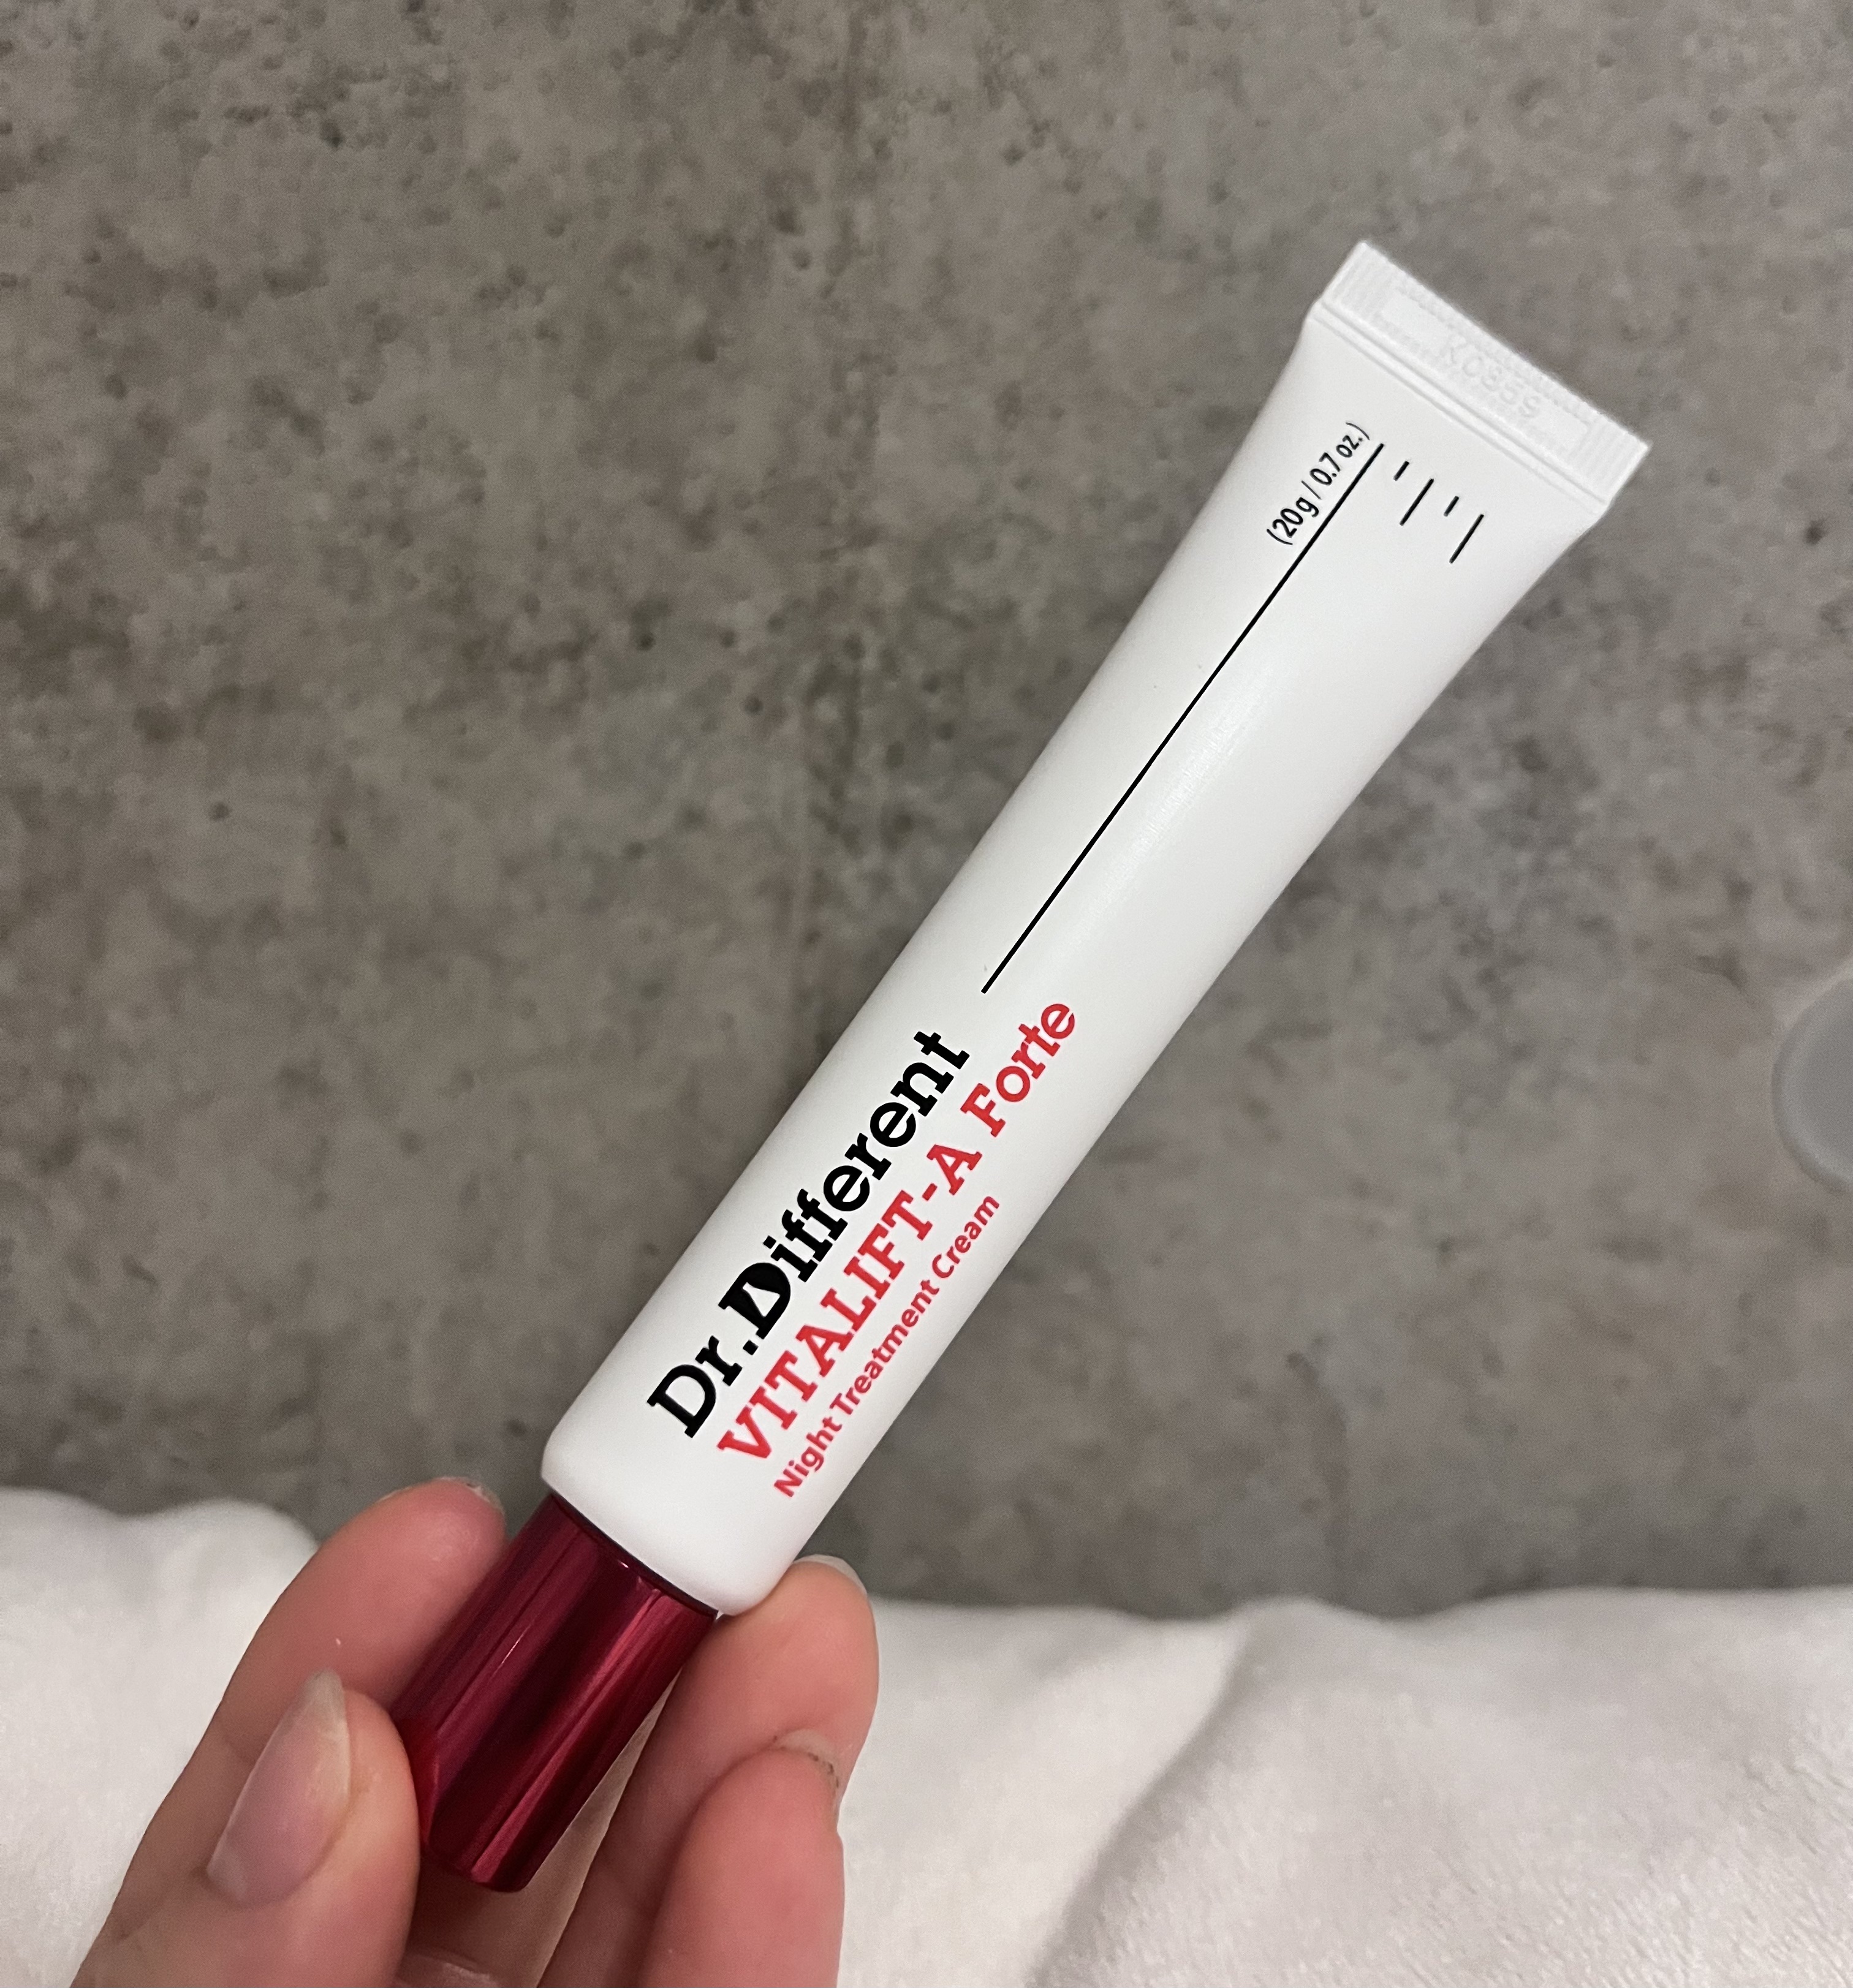 Dr.Different
VITALIFT-A Forte
Night Treatment Cream
(20g / 0.7 oz.)